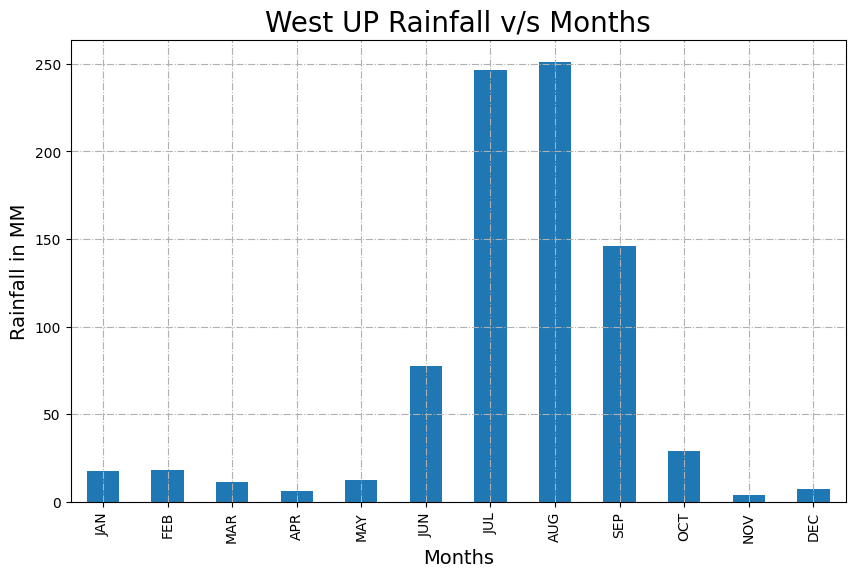 West UP Rainfall v/s Months
Rainfall in MM
250
200
150
100
50
0
JAN FEB MAR APR MAY JUN JUL AUG SEP OCT NOV DEC
Months